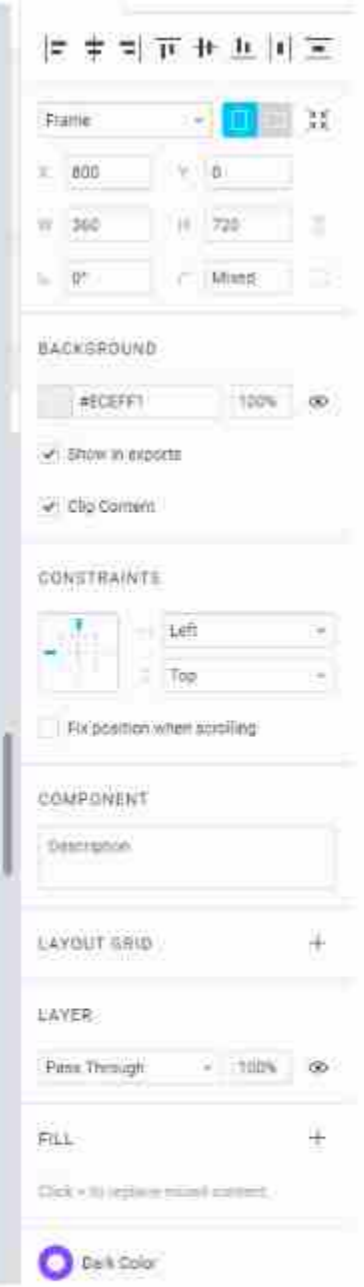 Frame
X 800 Y 0
W 360 H 720
0° Mixed
BACKGROUND
#ECEFF1 100%
Show in exports
Clip Content
CONSTRAINTS
Left
Top
Fix position when scrolling
COMPONENT
Description
LAYOUT GRID
LAYER
Pass Through 100%
FILL
Click + to replace mixed content.
Dark Color